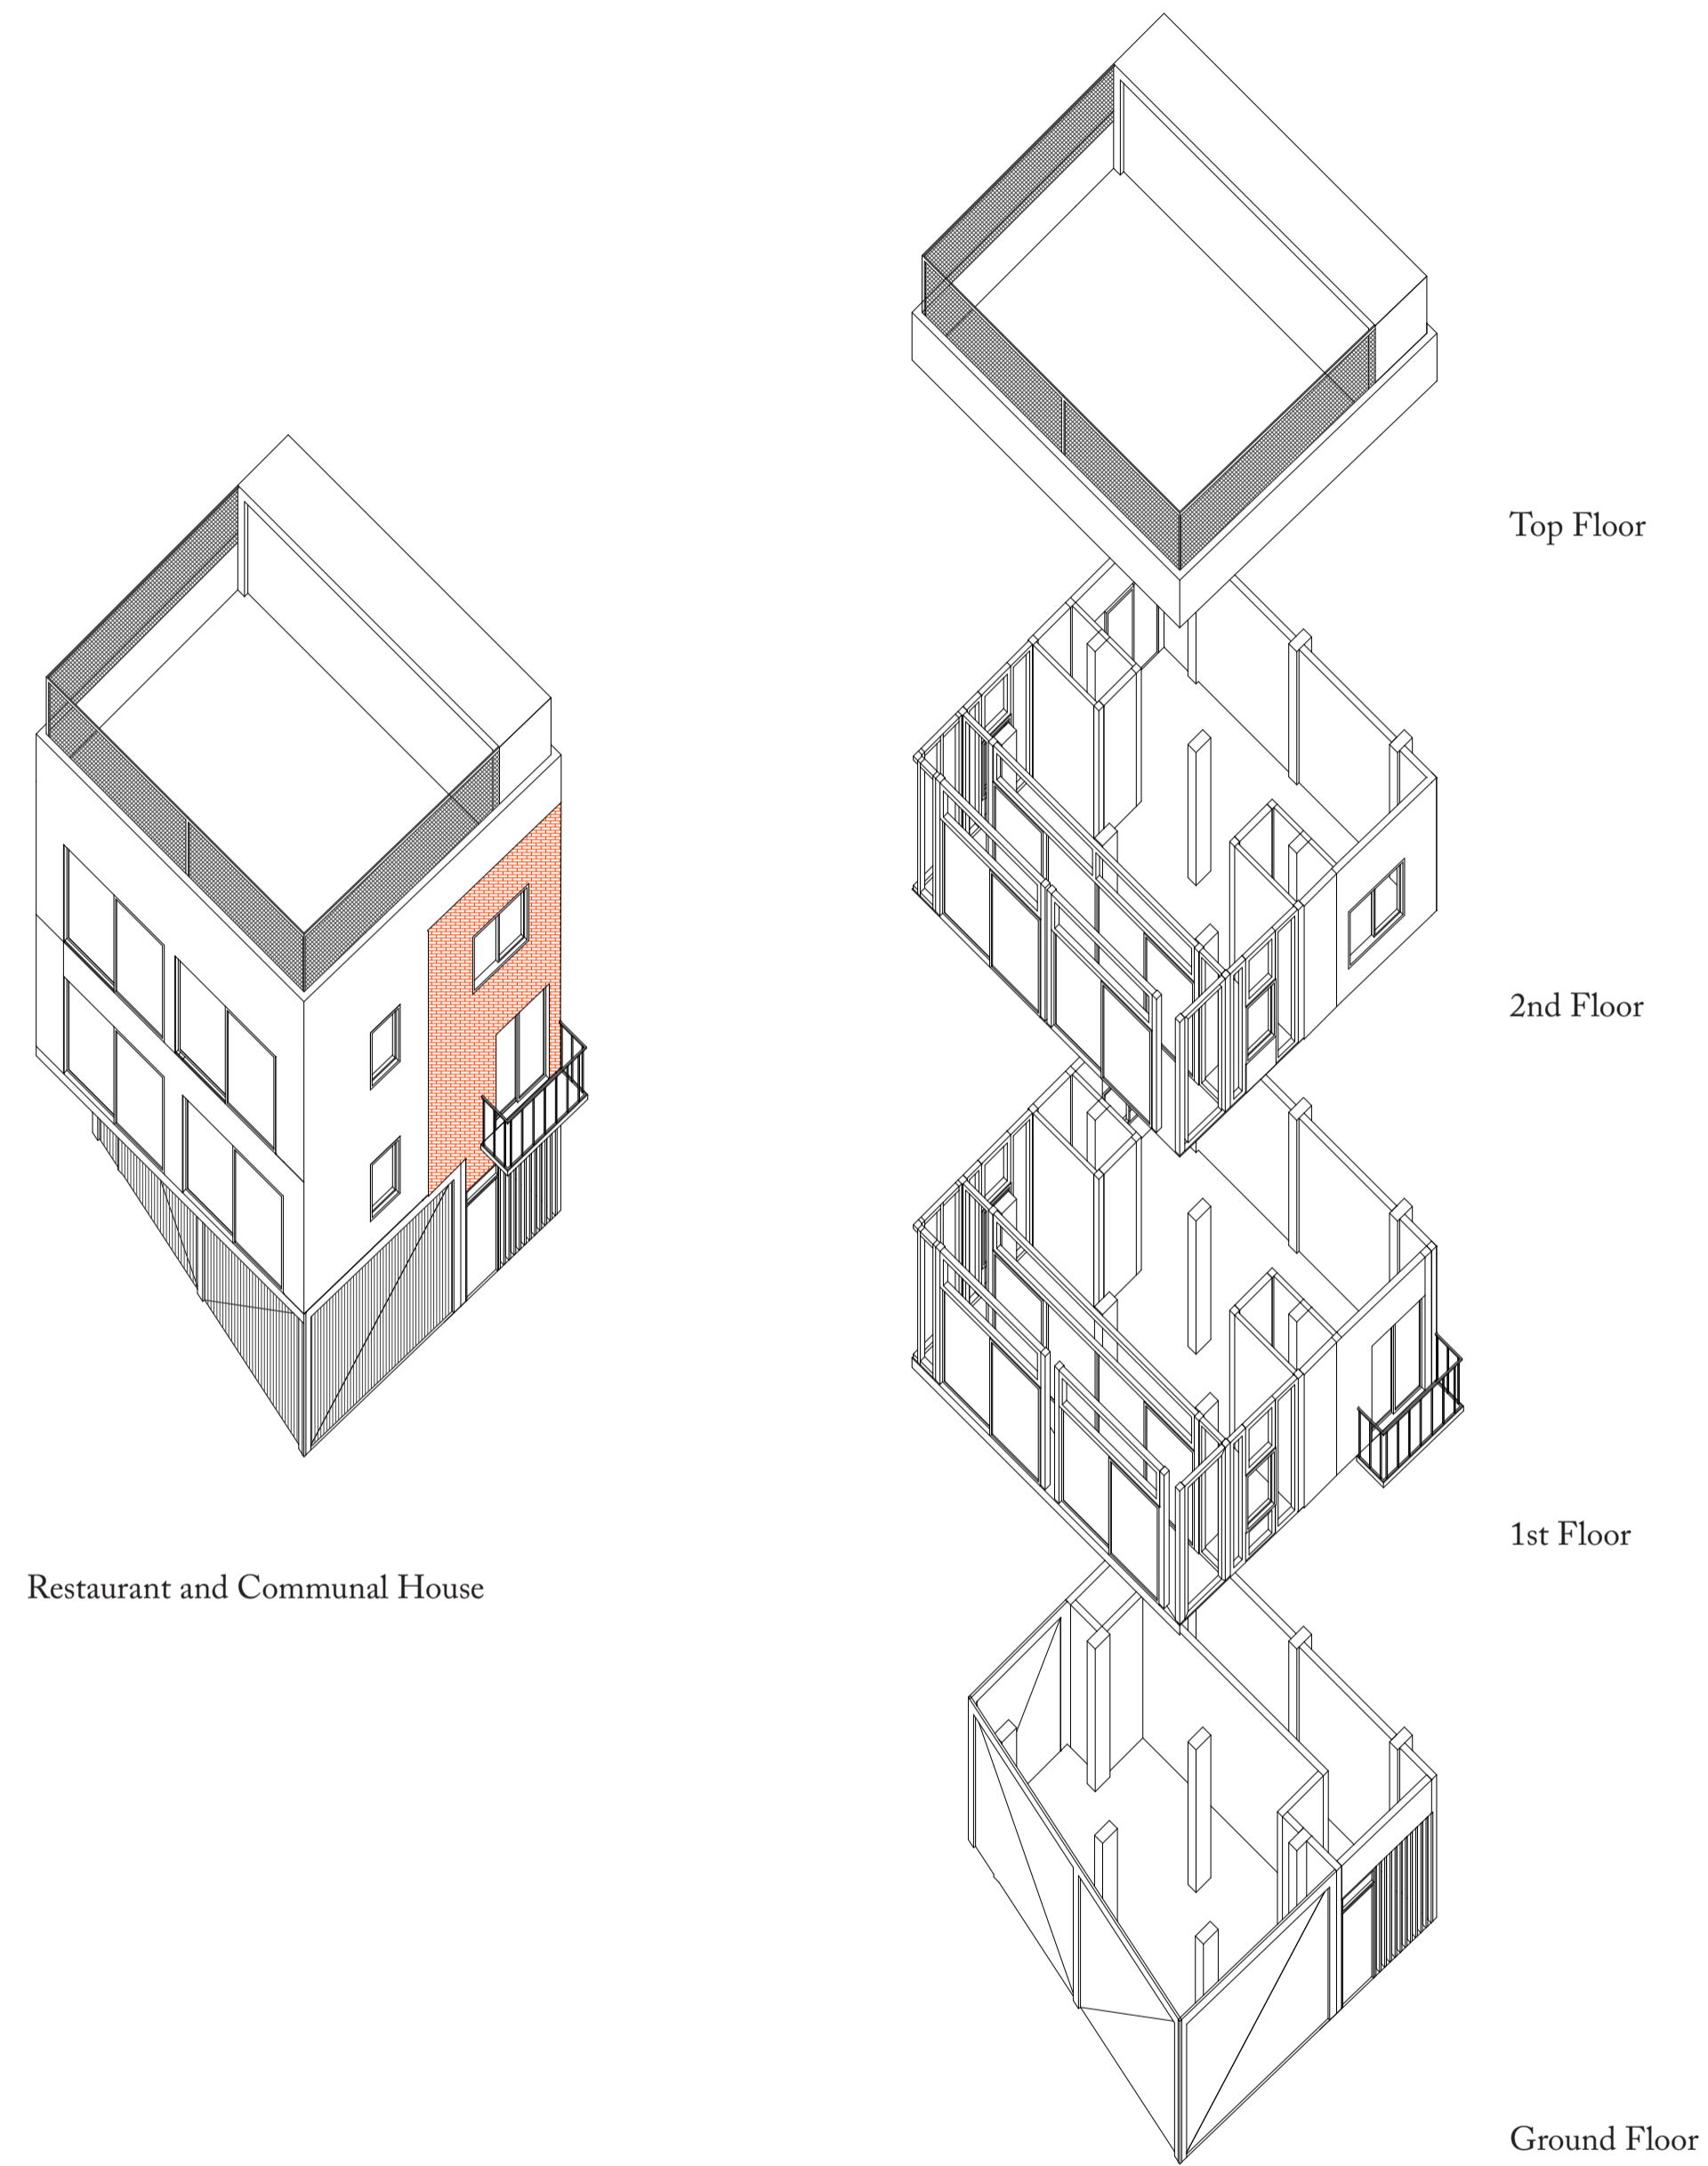 Top Floor
2nd Floor
1st Floor
Restaurant and Communal House
Ground Floor